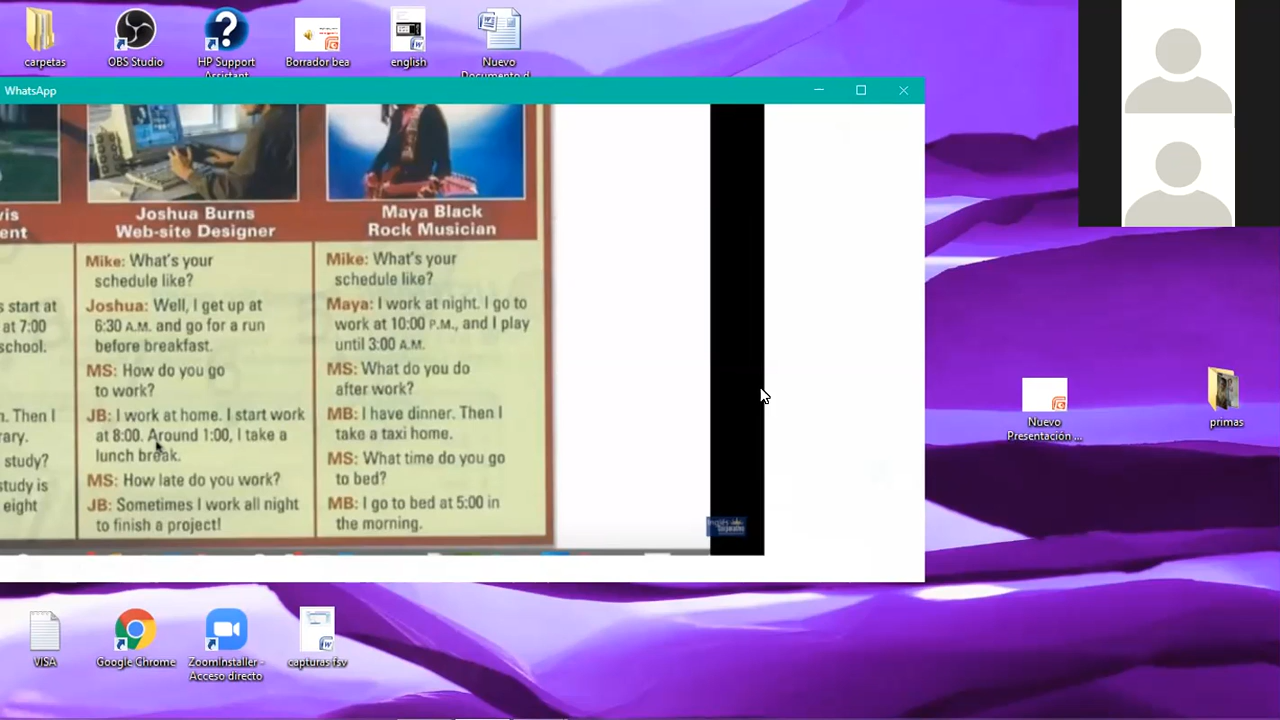 carpetas
OBS Studio
HP Support
Assistant
Borrador bea
english
Nuevo
Documento d
WhatsApp
vis
ent
s start at
at 7:00
school.
n. Then I
rary.
study?
study is
eight
Joshua Burns
Web-site Designer
Mike: What's your
schedule like?
Joshua: Well, I get up at
6:30 A.M. and go for a run
before breakfast.
MS: How do you go
to work?
JB: I work at home. I start work
at 8:00. Around 1:00, I take a
lunch break.
MS: How late do you work?
JB: Sometimes I work all night
to finish a project!
Maya Black
Rock Musician
Mike: What's your
schedule like?
Maya: I work at night. I go to
work at 10:00 P.M., and I play
until 3:00 A.M.
MS: What do you do
after work?
MB: I have dinner. Then I
take a taxi home.
MS: What time do you go
to bed?
MB: I go to bed at 5:00 in
the morning.
Nuevo
Presentación ...
primas
VISA
Google Chrome
ZoomInstaller -
Acceso directo
capturas fsv